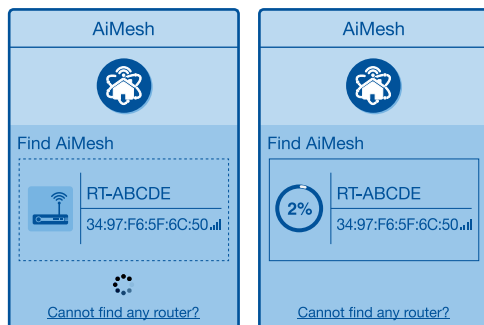 AiMesh
Find AiMesh
RT-ABCDE
34:97:F6:5F:6C:50
Cannot find any router?
AiMesh
Find AiMesh
2%
RT-ABCDE
34:97:F6:5F:6C:50
Cannot find any router?